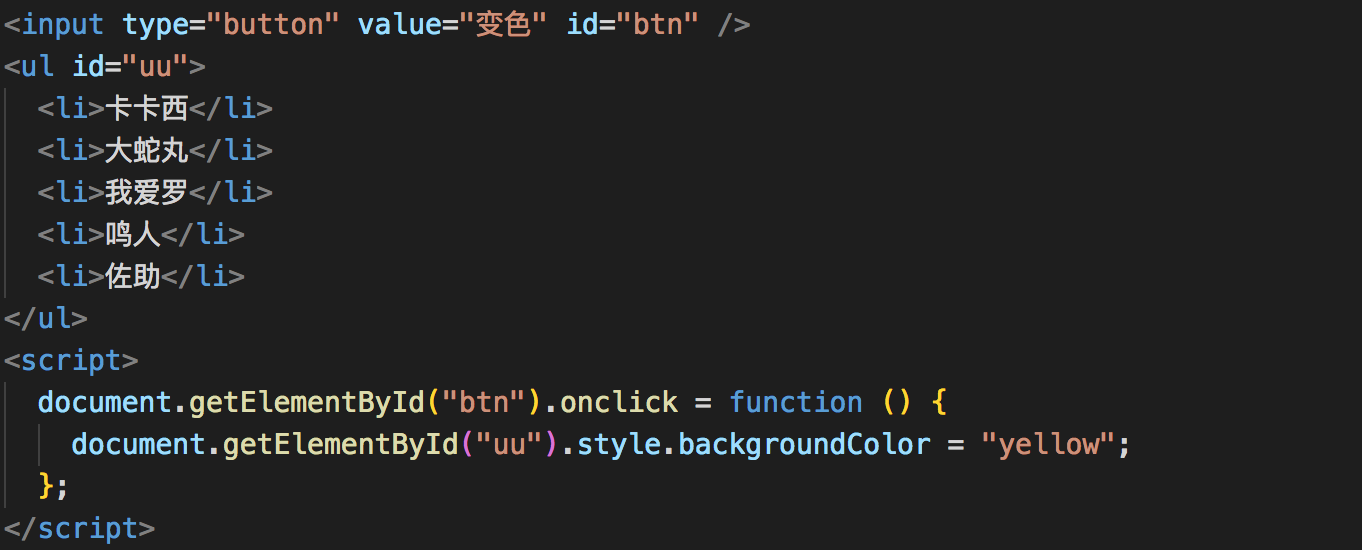 <input type="button" value="变色" id="btn" />
<ul id="uu">
  <li>卡卡西</li>
  <li>大蛇丸</li>
  <li>我爱罗</li>
  <li>鸣人</li>
  <li>佐助</li>
</ul>
<script>
  document.getElementById("btn").onclick = function () {
    document.getElementById("uu").style.backgroundColor = "yellow";
  };
</script>